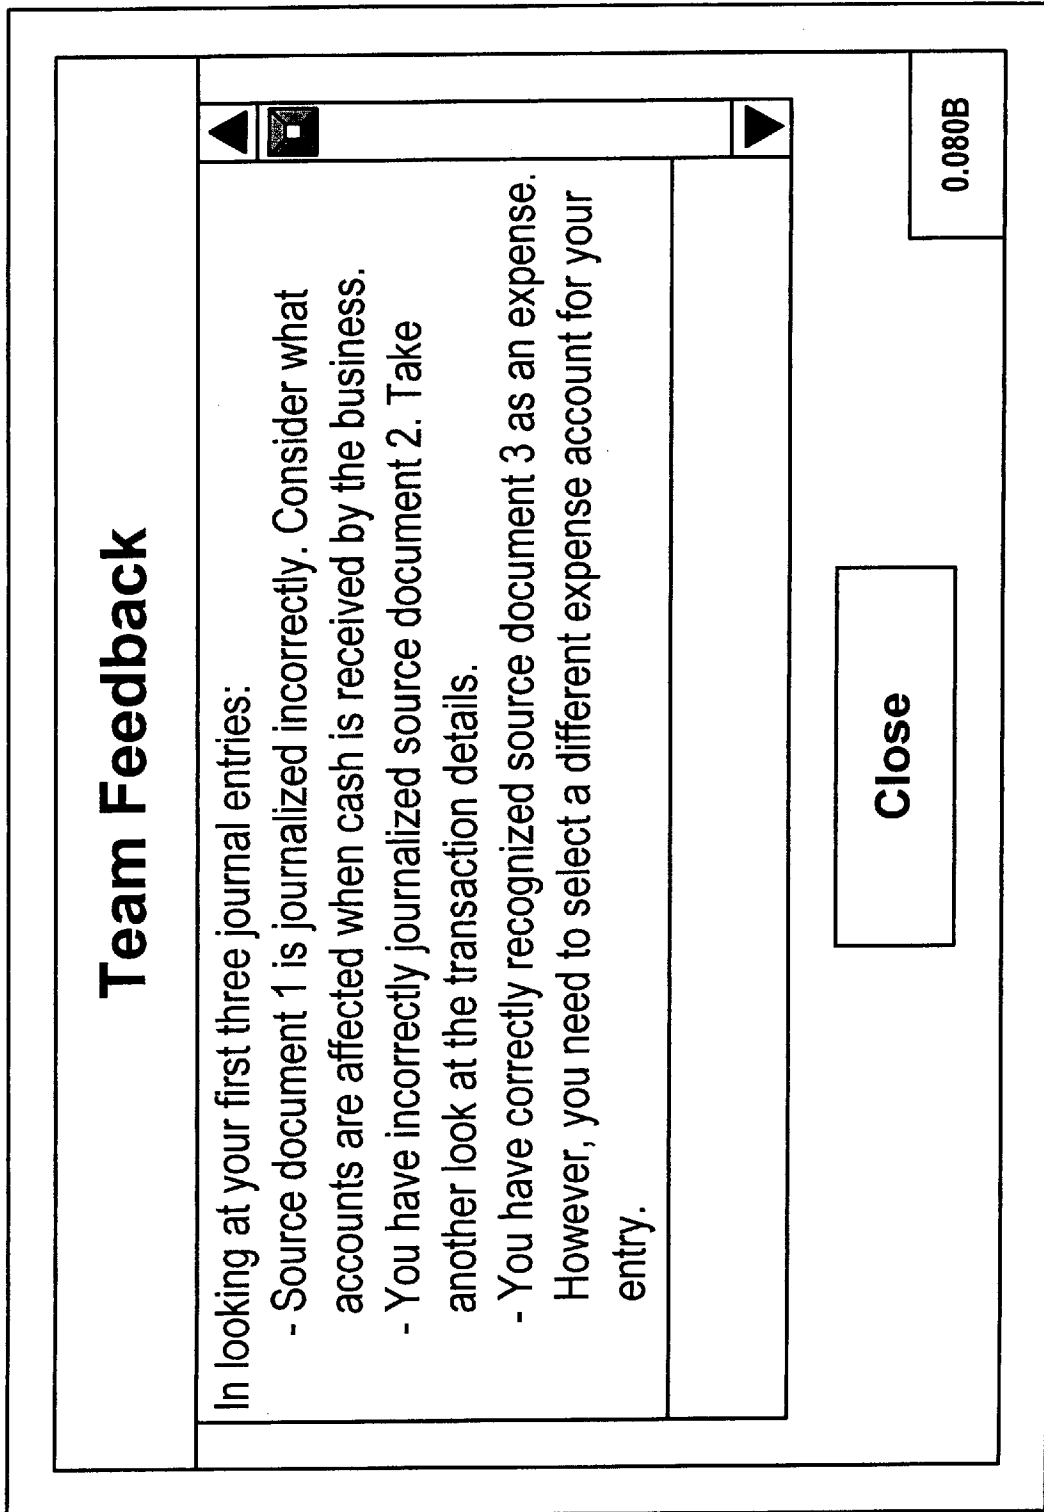 Team Feedback
In looking at your first three journal entries:
- Source document 1 is journalized incorrectly. Consider what
accounts are affected when cash is received by the business.
- You have incorrectly journalized source document 2. Take
another look at the transaction details.
- You have correctly recognized source document 3 as an expense.
However, you need to select a different expense account for your
entry.
Close
0.080B